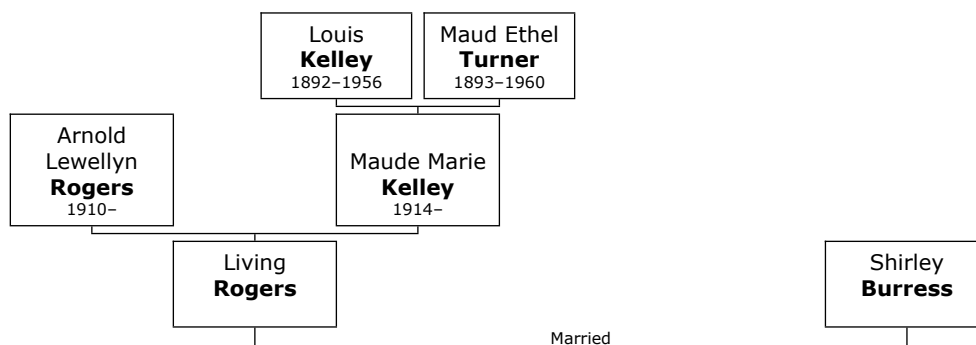 Louis
Kelley
1892–1956
Maud Ethel
Turner
1893–1960
Arnold
Lewellyn
Rogers
1910–
Maude Marie
Kelley
1914–
Living
Rogers
Shirley
Burress
Married